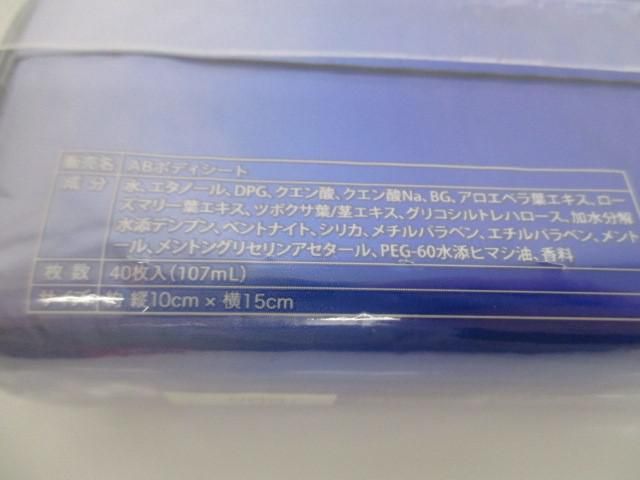 販売名 ABボディシート
成分 水、エタノール、DPG、クエン酸、クエン酸Na、BG、アロエベラ葉エキス、ロー
ズマリー葉エキス、ツボクサ葉/茎エキス、グリコシルトレハロース、加水分解
水添デンプン、ベントナイト、シリカ、メチルパラベン、エチルパラベン、メント
ール、メントングリセリンアセタール、PEG-60水添ヒマシ油、香料
枚数 40枚入(107mL)
サイズ 約 縦10cm×横15cm